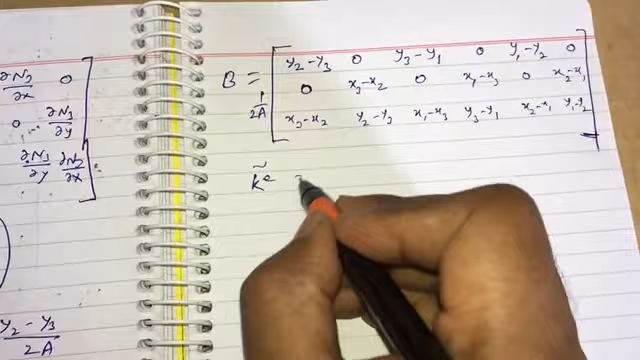 ∂N3/∂x 0
0 ∂N3/∂y
∂N3/∂y ∂N3/∂x
y2 - y3 / 2A
B = 1/2A [ y2-y3 0 y3-y1 0 y1-y2 0
0 x3-x2 0 x1-x3 0 x2-x1
x3-x2 y2-y3 x1-x3 y3-y1 x2-x1 y1-y2 ]
k̃e =